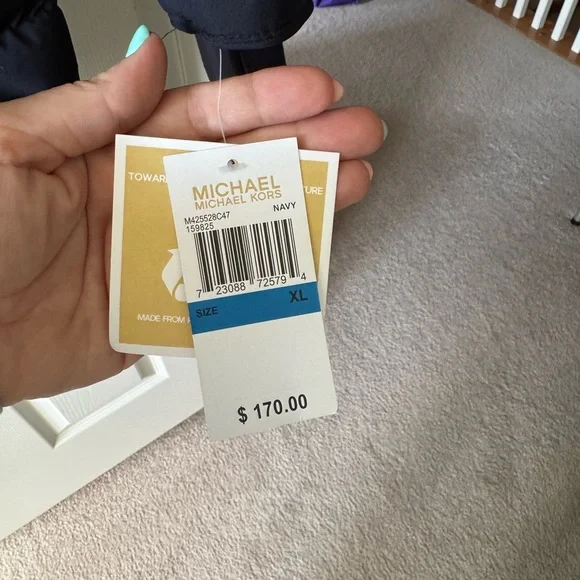 TOWAR
TURE
MICHAEL
MICHAEL KORS
M425528C47 NAVY
159825
7 23088 72579 4
SIZE XL
MADE FROM
$ 170.00